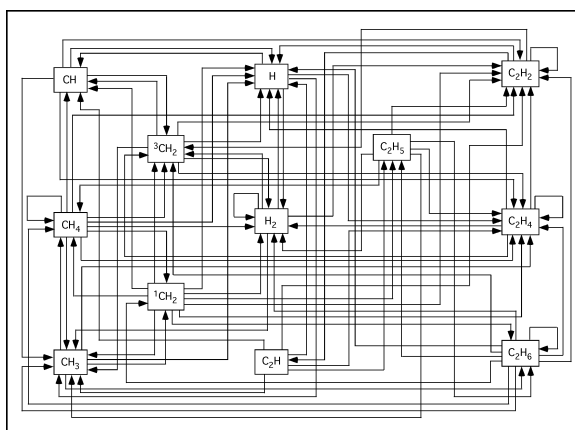 CH
H
C₂H₂
³CH₂
C₂H₅
CH₄
H₂
C₂H₄
¹CH₂
CH₃
C₂H
C₂H₆